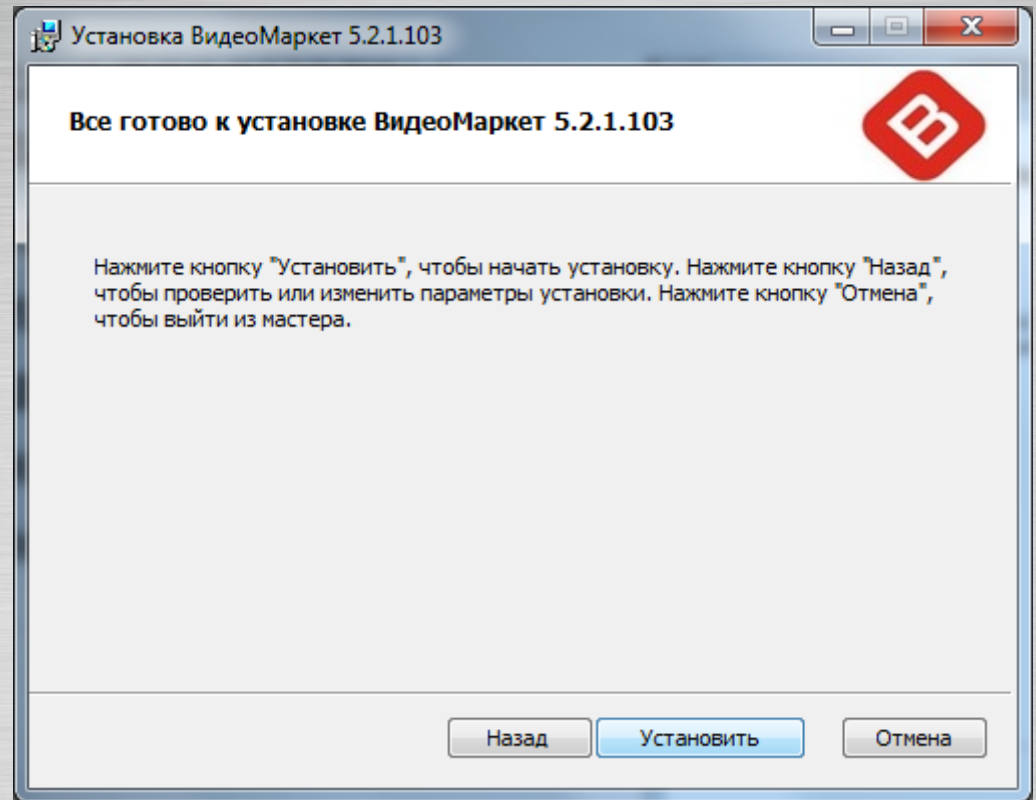 Установка ВидеоМаркет 5.2.1.103
Все готово к установке ВидеоМаркет 5.2.1.103
В
Нажмите кнопку "Установить", чтобы начать установку. Нажмите кнопку "Назад",
чтобы проверить или изменить параметры установки. Нажмите кнопку "Отмена",
чтобы выйти из мастера.
Назад
Установить
Отмена